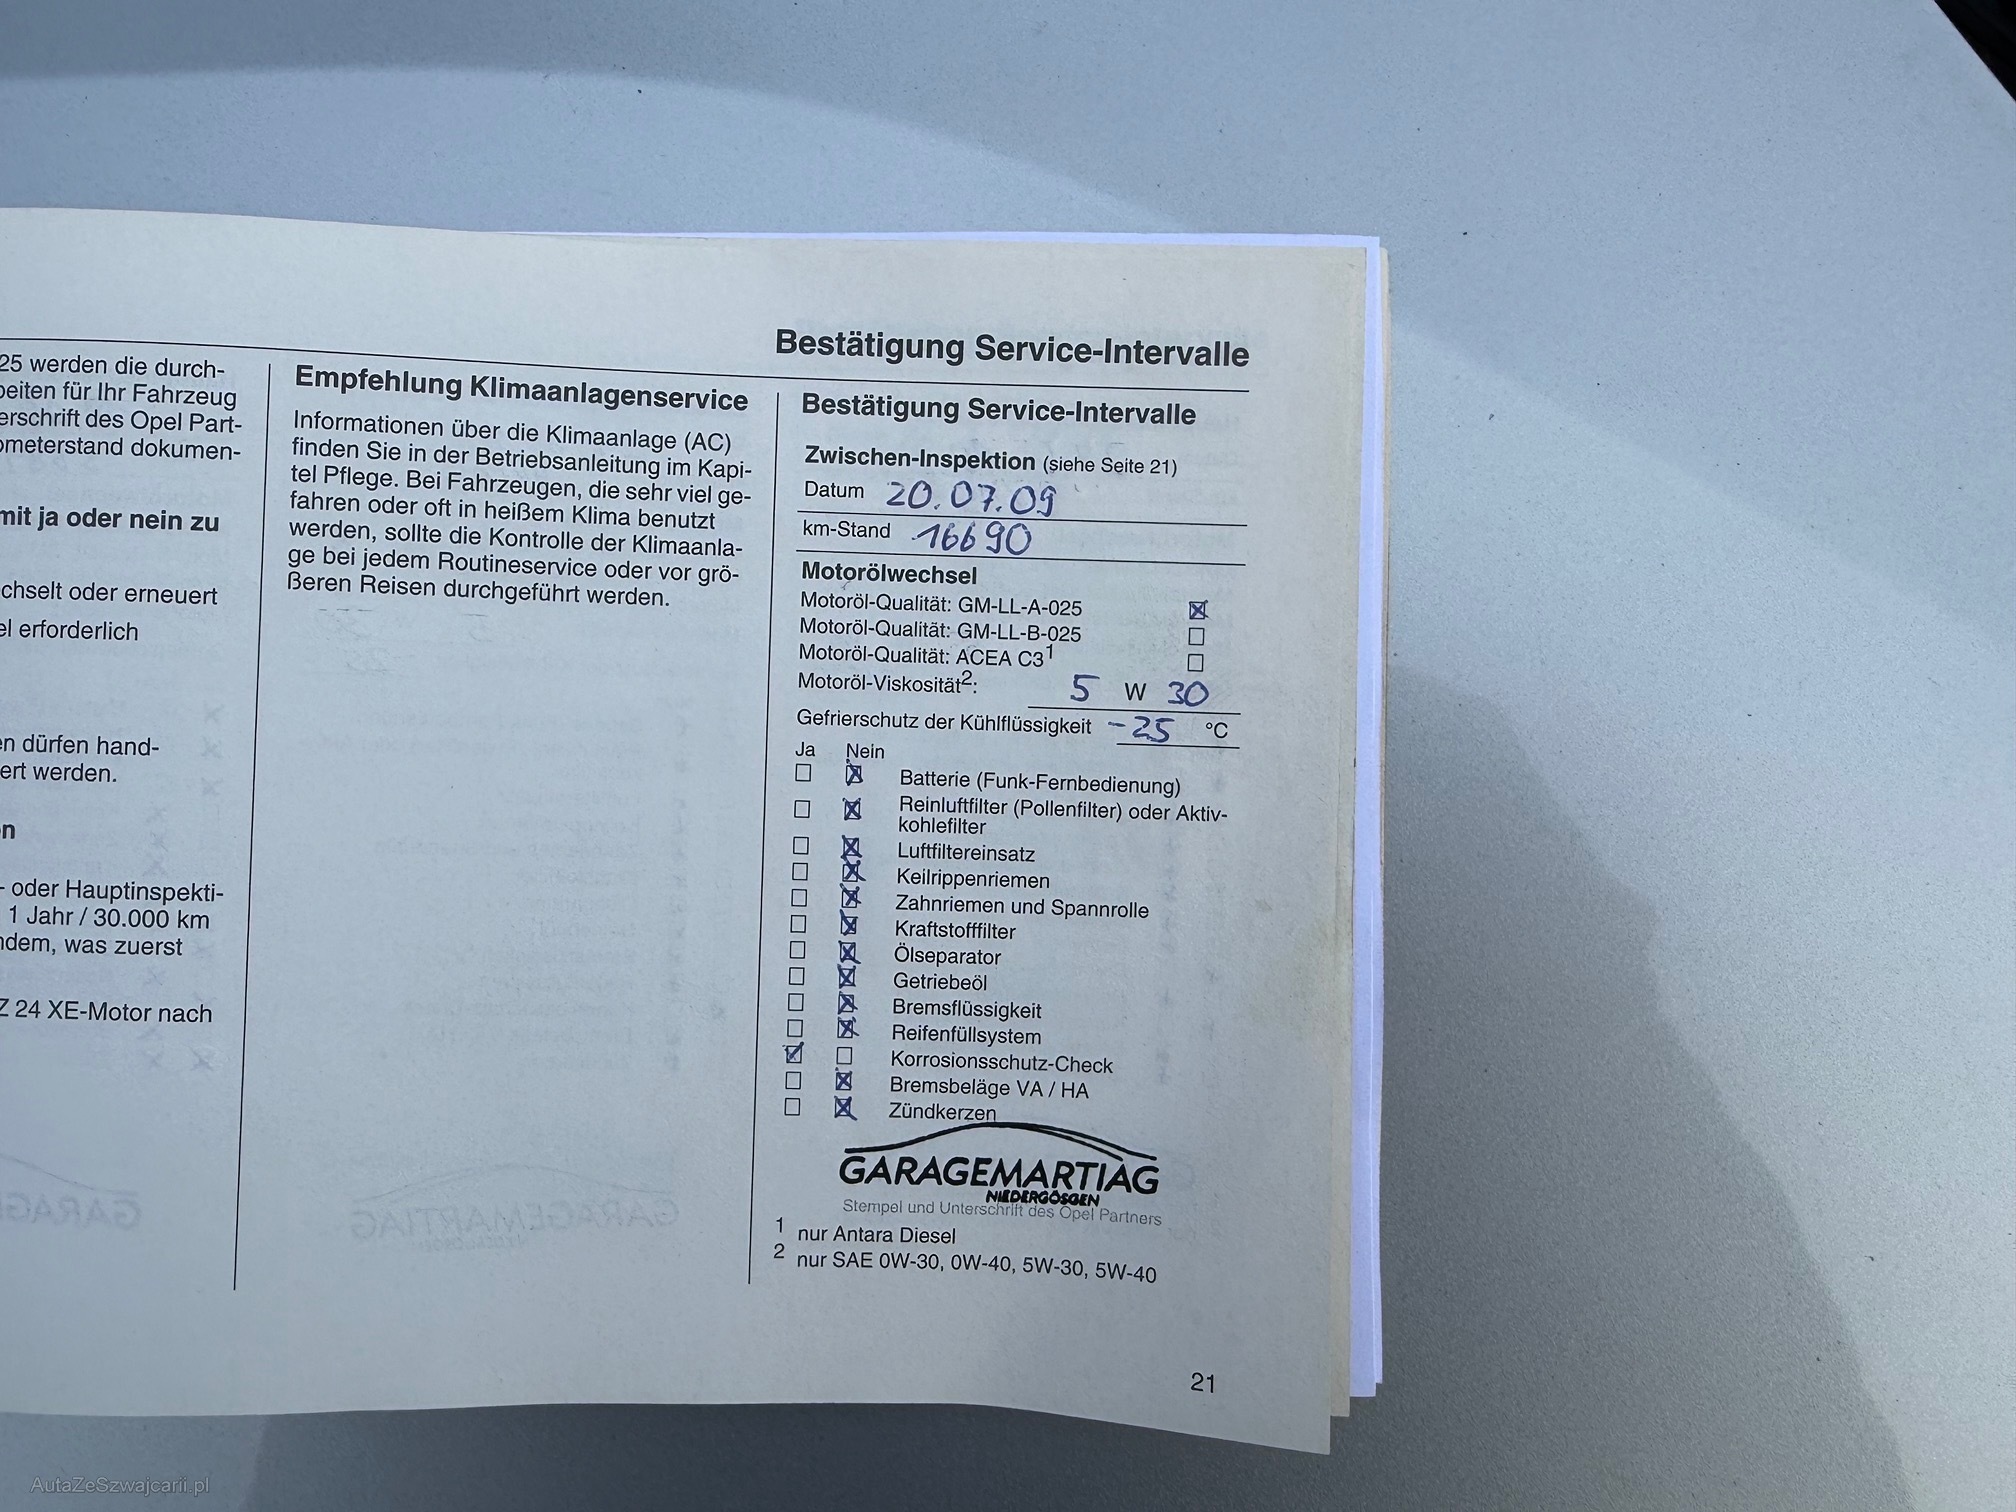 Bestätigung Service-Intervalle
25 werden die durch-
beiten für Ihr Fahrzeug
erschrift des Opel Part-
ometerstand dokumen-
mit ja oder nein zu
chselt oder erneuert
el erforderlich
en dürfen hand-
ert werden.
n
- oder Hauptinspekti-
1 Jahr / 30.000 km
ndem, was zuerst
Z 24 XE-Motor nach
Empfehlung Klimaanlagenservice
Informationen über die Klimaanlage (AC)
finden Sie in der Betriebsanleitung im Kapi-
tel Pflege. Bei Fahrzeugen, die sehr viel ge-
fahren oder oft in heißem Klima benutzt
werden, sollte die Kontrolle der Klimaanla-
ge bei jedem Routineservice oder vor grö-
ßeren Reisen durchgeführt werden.
Bestätigung Service-Intervalle
Zwischen-Inspektion (siehe Seite 21)
Datum 20.07.09
km-Stand 16690
Motorölwechsel
Motoröl-Qualität: GM-LL-A-025
Motoröl-Qualität: GM-LL-B-025
Motoröl-Qualität: ACEA C3¹
Motoröl-Viskosität²: 5 W 30
Gefrierschutz der Kühlflüssigkeit -25 °C
Ja Nein
Batterie (Funk-Fernbedienung)
Reinluftfilter (Pollenfilter) oder Aktiv-
kohlefilter
Luftfiltereinsatz
Keilrippenriemen
Zahnriemen und Spannrolle
Kraftstofffilter
Ölseparator
Getriebeöl
Bremsflüssigkeit
Reifenfüllsystem
Korrosionsschutz-Check
Bremsbeläge VA / HA
Zündkerzen
GARAGEMARTIAG
NIEDERGÖSGEN
Stempel und Unterschrift des Opel Partners
1 nur Antara Diesel
2 nur SAE 0W-30, 0W-40, 5W-30, 5W-40
21
AutaZeSzwajcarii.pl